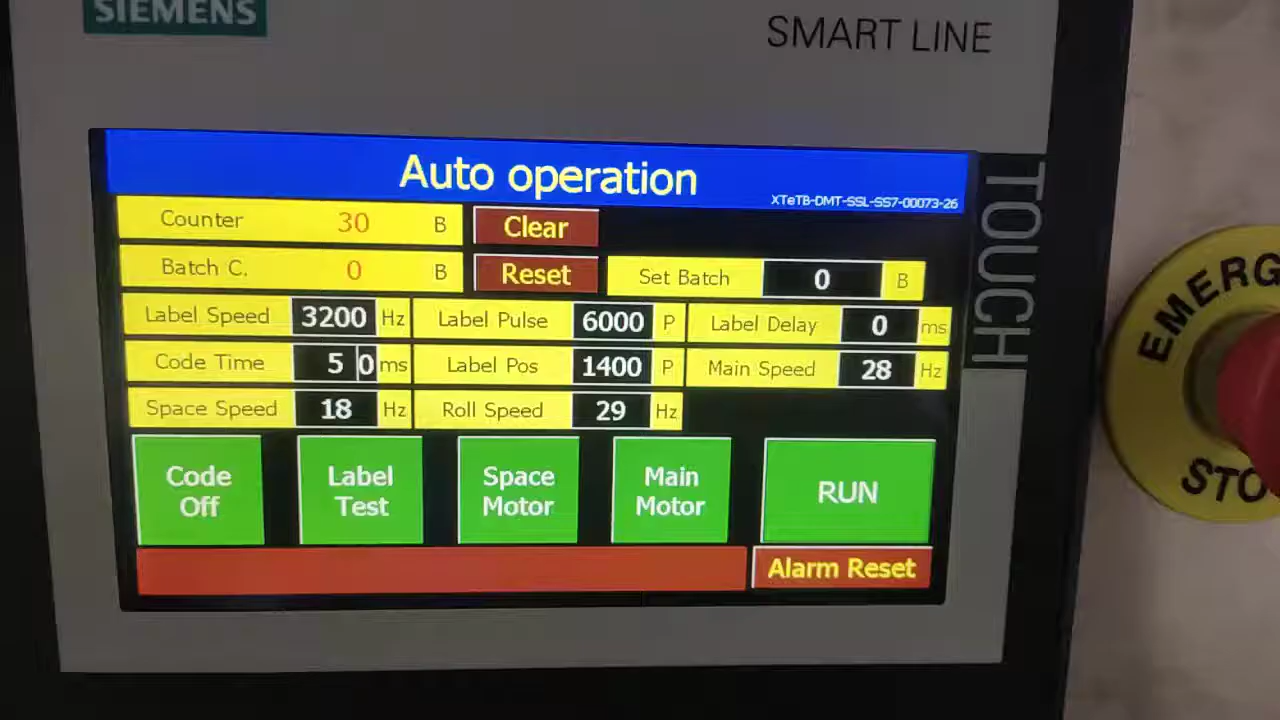 SIEMENS
SMART LINE
TOUCH
Auto operation
XTeTB-DMT-SSL-SS7-00073-26
Counter 30 B Clear
Batch C. 0 B Reset Set Batch 0 B
Label Speed 3200 Hz Label Pulse 6000 P Label Delay 0 ms
Code Time 5 0 ms Label Pos 1400 P Main Speed 28 Hz
Space Speed 18 Hz Roll Speed 29 Hz
Code Off
Label Test
Space Motor
Main Motor
RUN
Alarm Reset
EMERG
STO